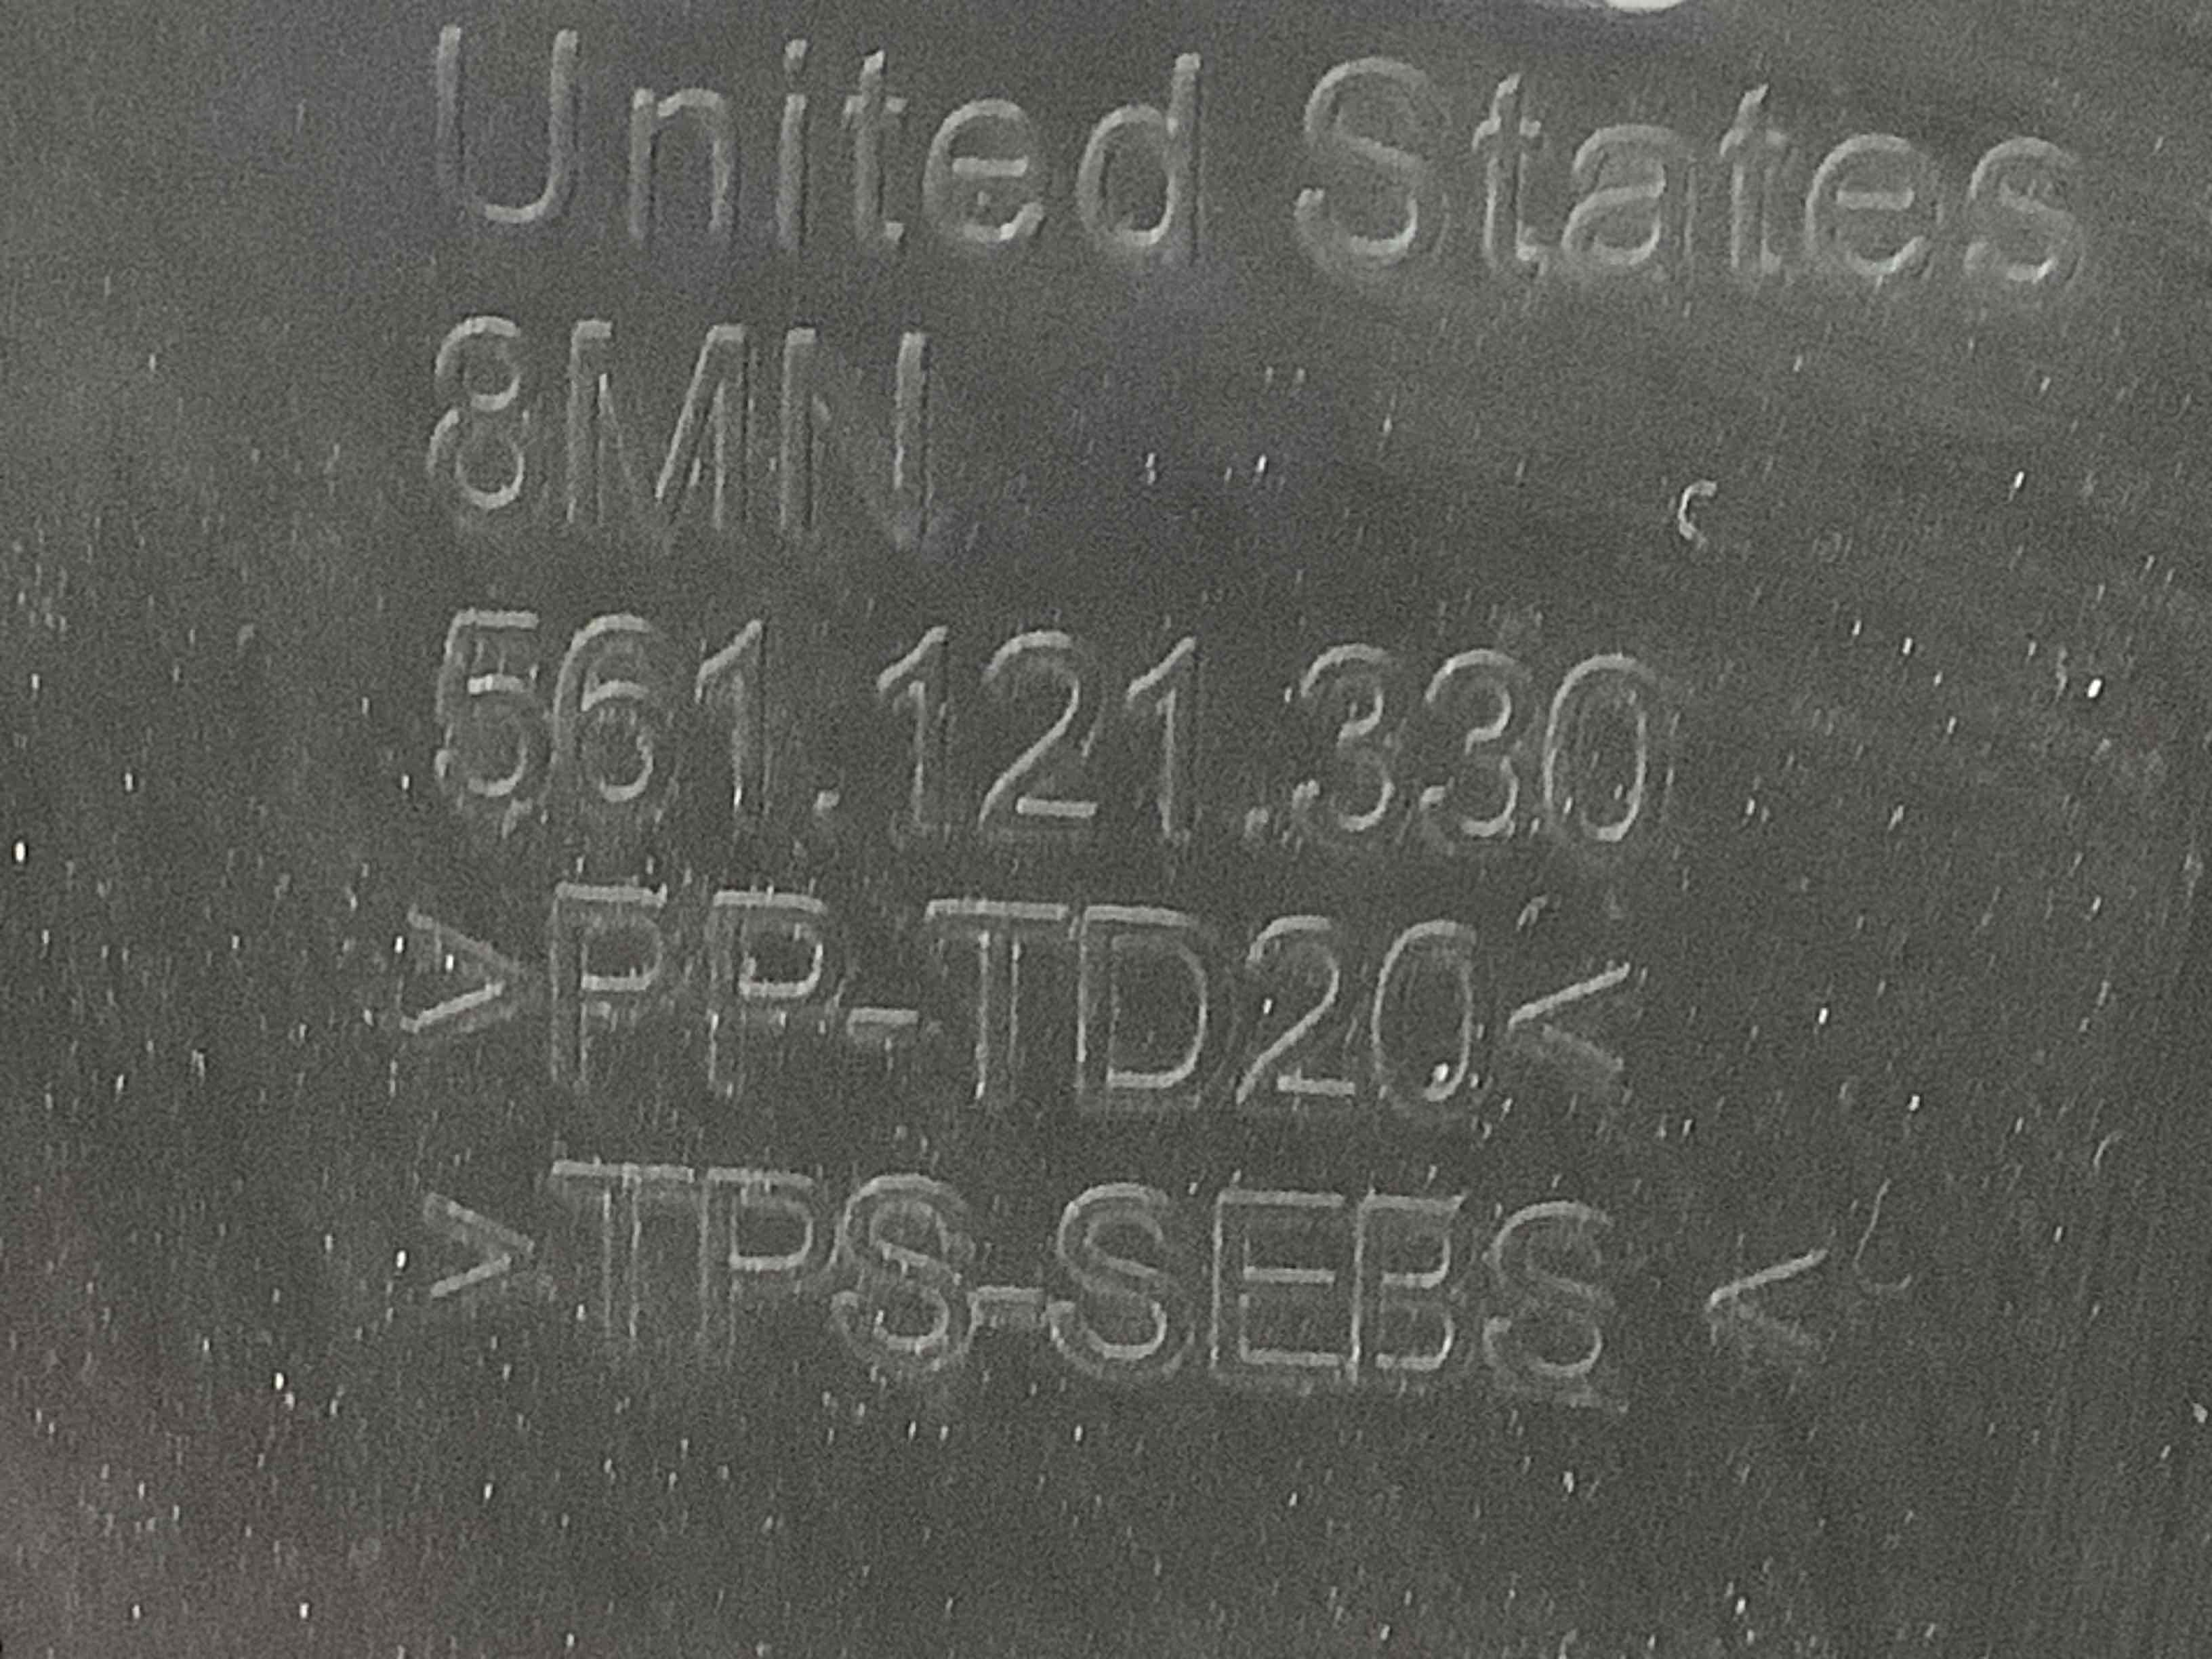 United States
8MN
561.121.330
>PP-TD20<
>TPS-SEBS <